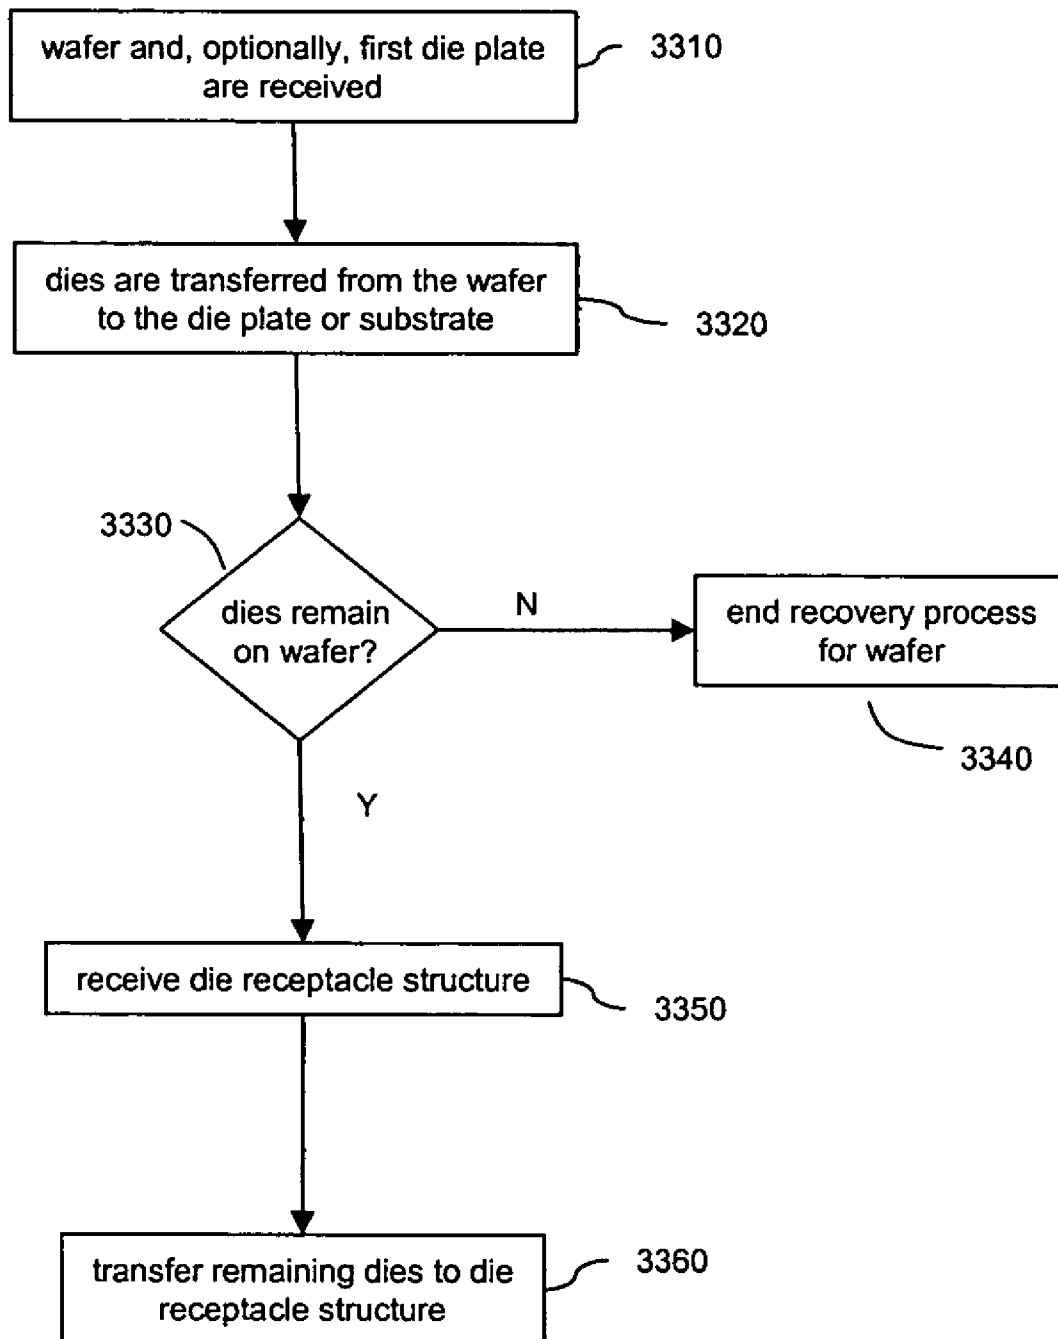 wafer and, optionally, first die plate
are received
3310
dies are transferred from the wafer
to the die plate or substrate
3320
3330
dies remain
on wafer?
N
end recovery process
for wafer
3340
Y
receive die receptacle structure
3350
transfer remaining dies to die
receptacle structure
3360